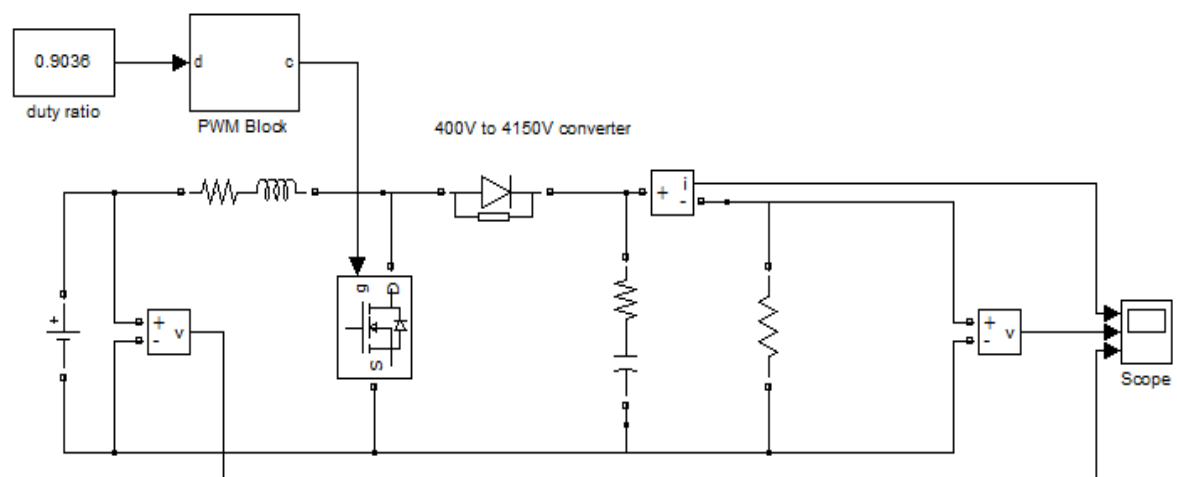 0.9036
d
c
duty ratio
PWM Block
400V to 4150V converter
+
i
-
g
D
S
+
+
-
v
+
-
v
Scope